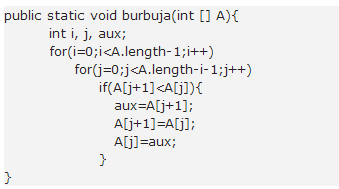 public static void burbuja(int [] A){
int i, j, aux;
for(i=0;i<A.length-1;i++)
for(j=0;j<A.length-i-1;j++)
if(A[j+1]<A[j]){
aux=A[j+1];
A[j+1]=A[j];
A[j]=aux;
}
}